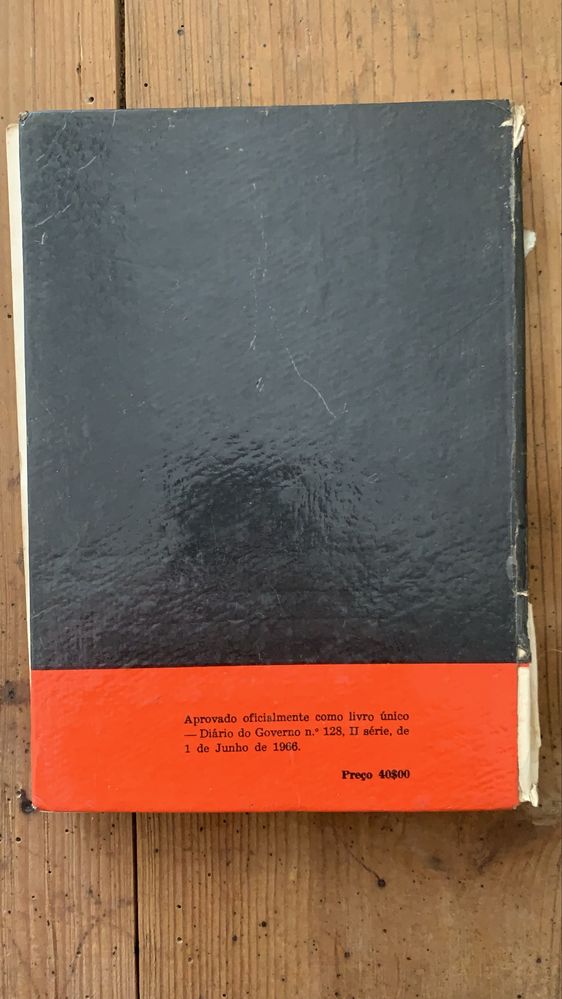 Aprovado oficialmente como livro único
— Diário do Governo n.º 128, II série, de
1 de Junho de 1966.
Preço 40$00